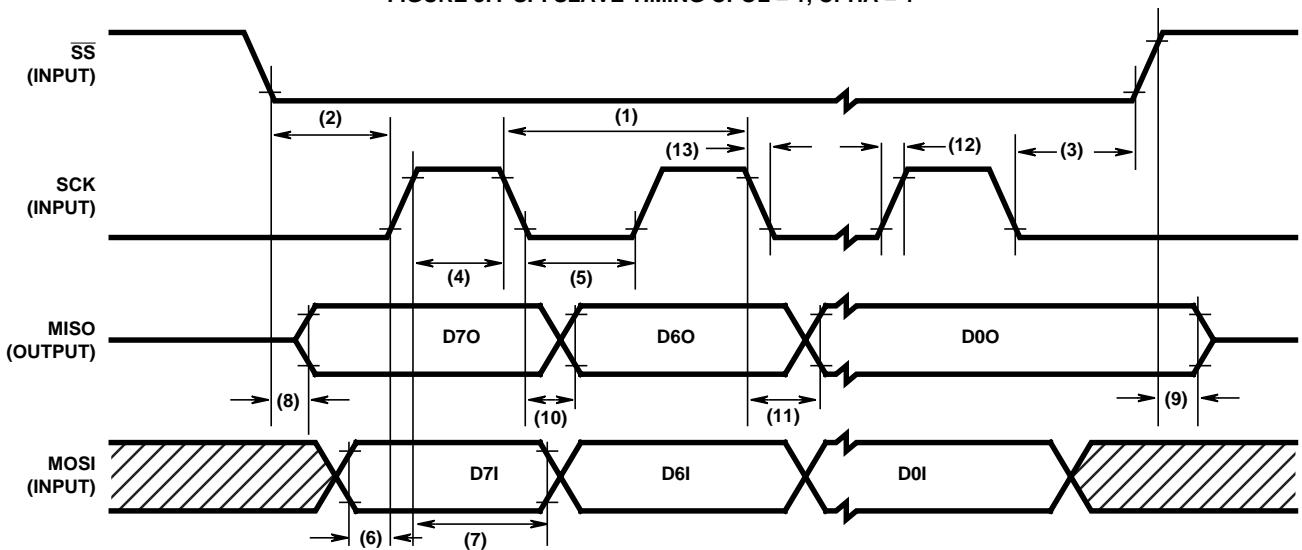 SS
(INPUT)
(2)
(1)
(13)
(12)
(3)
SCK
(INPUT)
(4)
(5)
MISO
(OUTPUT)
D7O
D6O
D0O
(8)
(10)
(11)
(9)
MOSI
(INPUT)
D7I
D6I
D0I
(6)
(7)